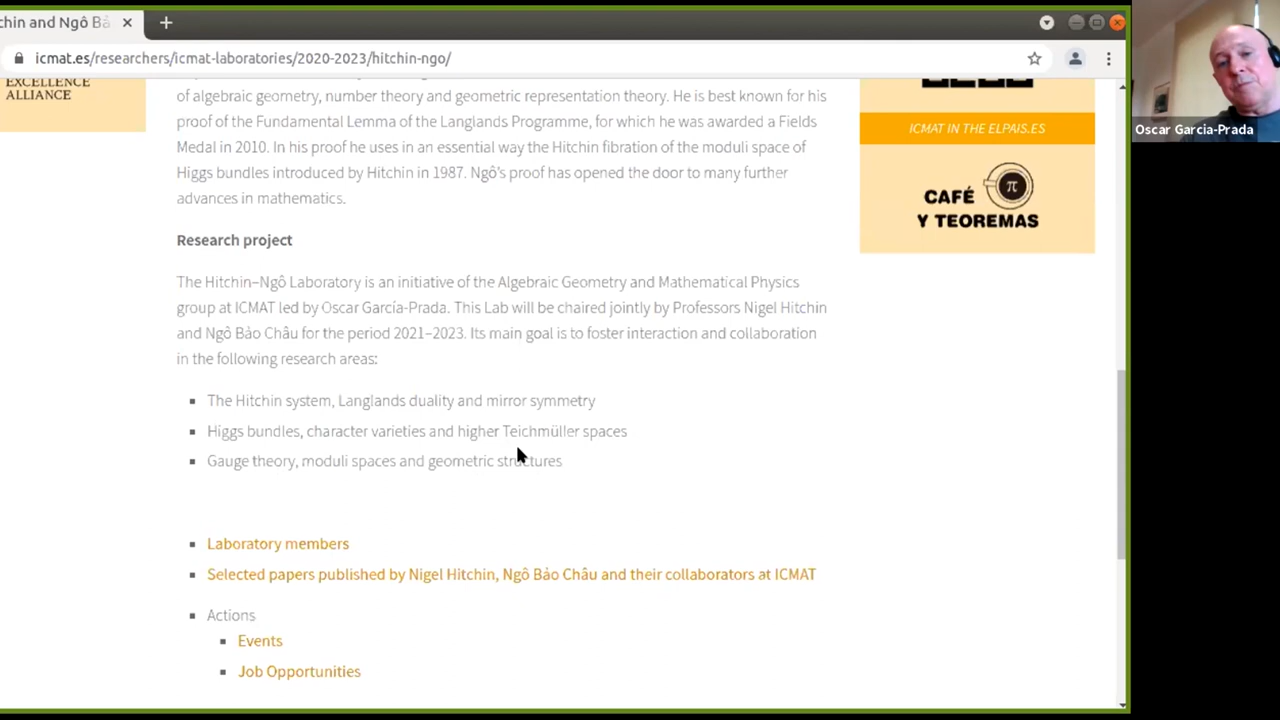 chin and Ngô Bả
icmat.es/researchers/icmat-laboratories/2020-2023/hitchin-ngo/
EXCELLENCE
ALLIANCE
of algebraic geometry, number theory and geometric representation theory. He is best known for his
proof of the Fundamental Lemma of the Langlands Programme, for which he was awarded a Fields
Medal in 2010. In his proof he uses in an essential way the Hitchin fibration of the moduli space of
Higgs bundles introduced by Hitchin in 1987. Ngô's proof has opened the door to many further
advances in mathematics.
Research project
The Hitchin–Ngô Laboratory is an initiative of the Algebraic Geometry and Mathematical Physics
group at ICMAT led by Oscar García-Prada. This Lab will be chaired jointly by Professors Nigel Hitchin
and Ngô Bảo Châu for the period 2021–2023. Its main goal is to foster interaction and collaboration
in the following research areas:
The Hitchin system, Langlands duality and mirror symmetry
Higgs bundles, character varieties and higher Teichmüller spaces
Gauge theory, moduli spaces and geometric structures
Laboratory members
Selected papers published by Nigel Hitchin, Ngô Bảo Châu and their collaborators at ICMAT
Actions
Events
Job Opportunities
ICMAT IN THE ELPAIS.ES
CAFÉ
π
Y TEOREMAS
Oscar Garcia-Prada